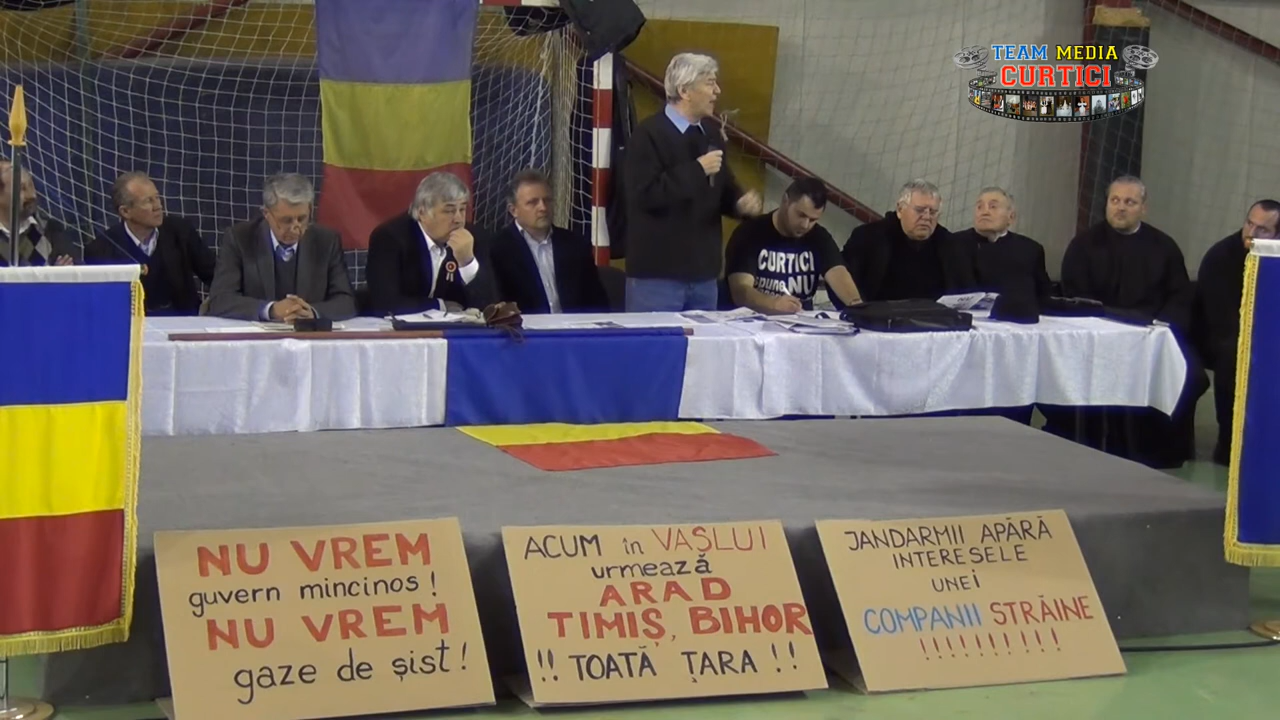 TEAM MEDIA
CURTICI
CURTICI
spune NU
NU VREM
guvern mincinos!
NU VREM
gaze de șist!
ACUM în VASLUI
urmează
ARAD
TIMIȘ, BIHOR
!! TOATĂ ȚARA !!
JANDARMII APĂRĂ
INTERESELE
UNEi
COMPANII STRĂINE
!!!!!!!!!!